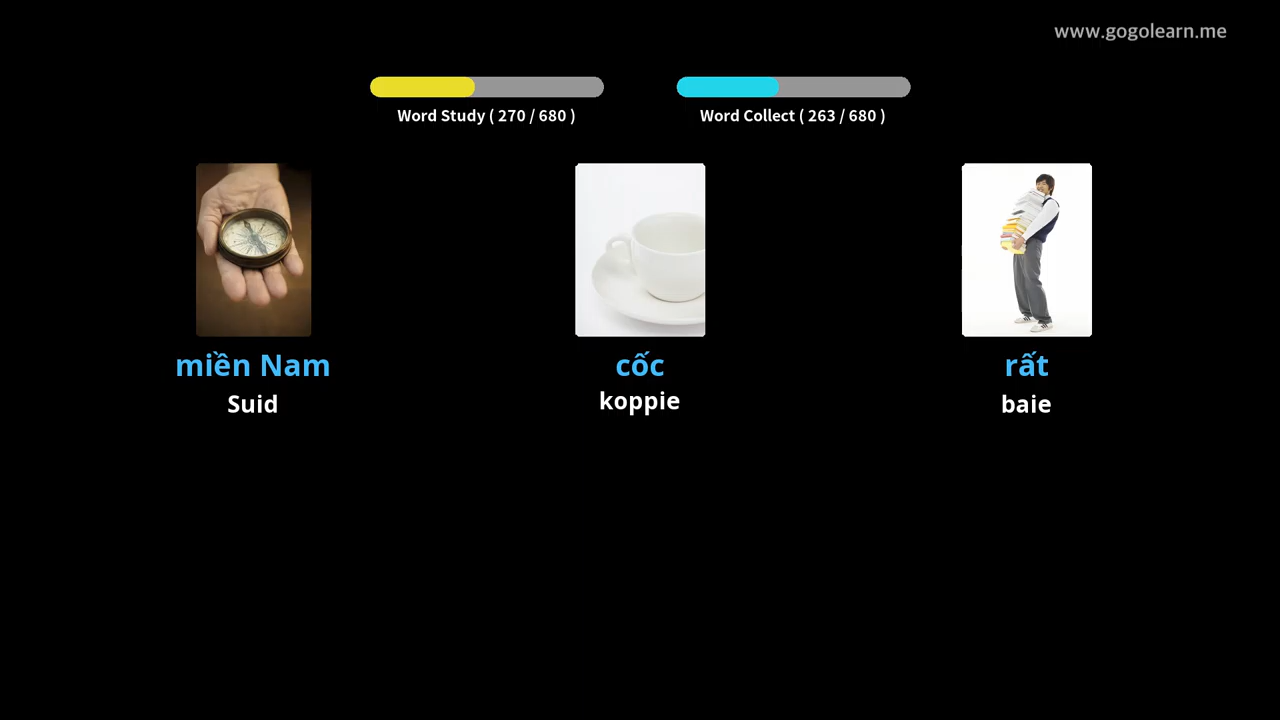 www.gogolearn.me
Word Study ( 270 / 680 )
Word Collect ( 263 / 680 )
miền Nam
Suid
cốc
koppie
rất
baie